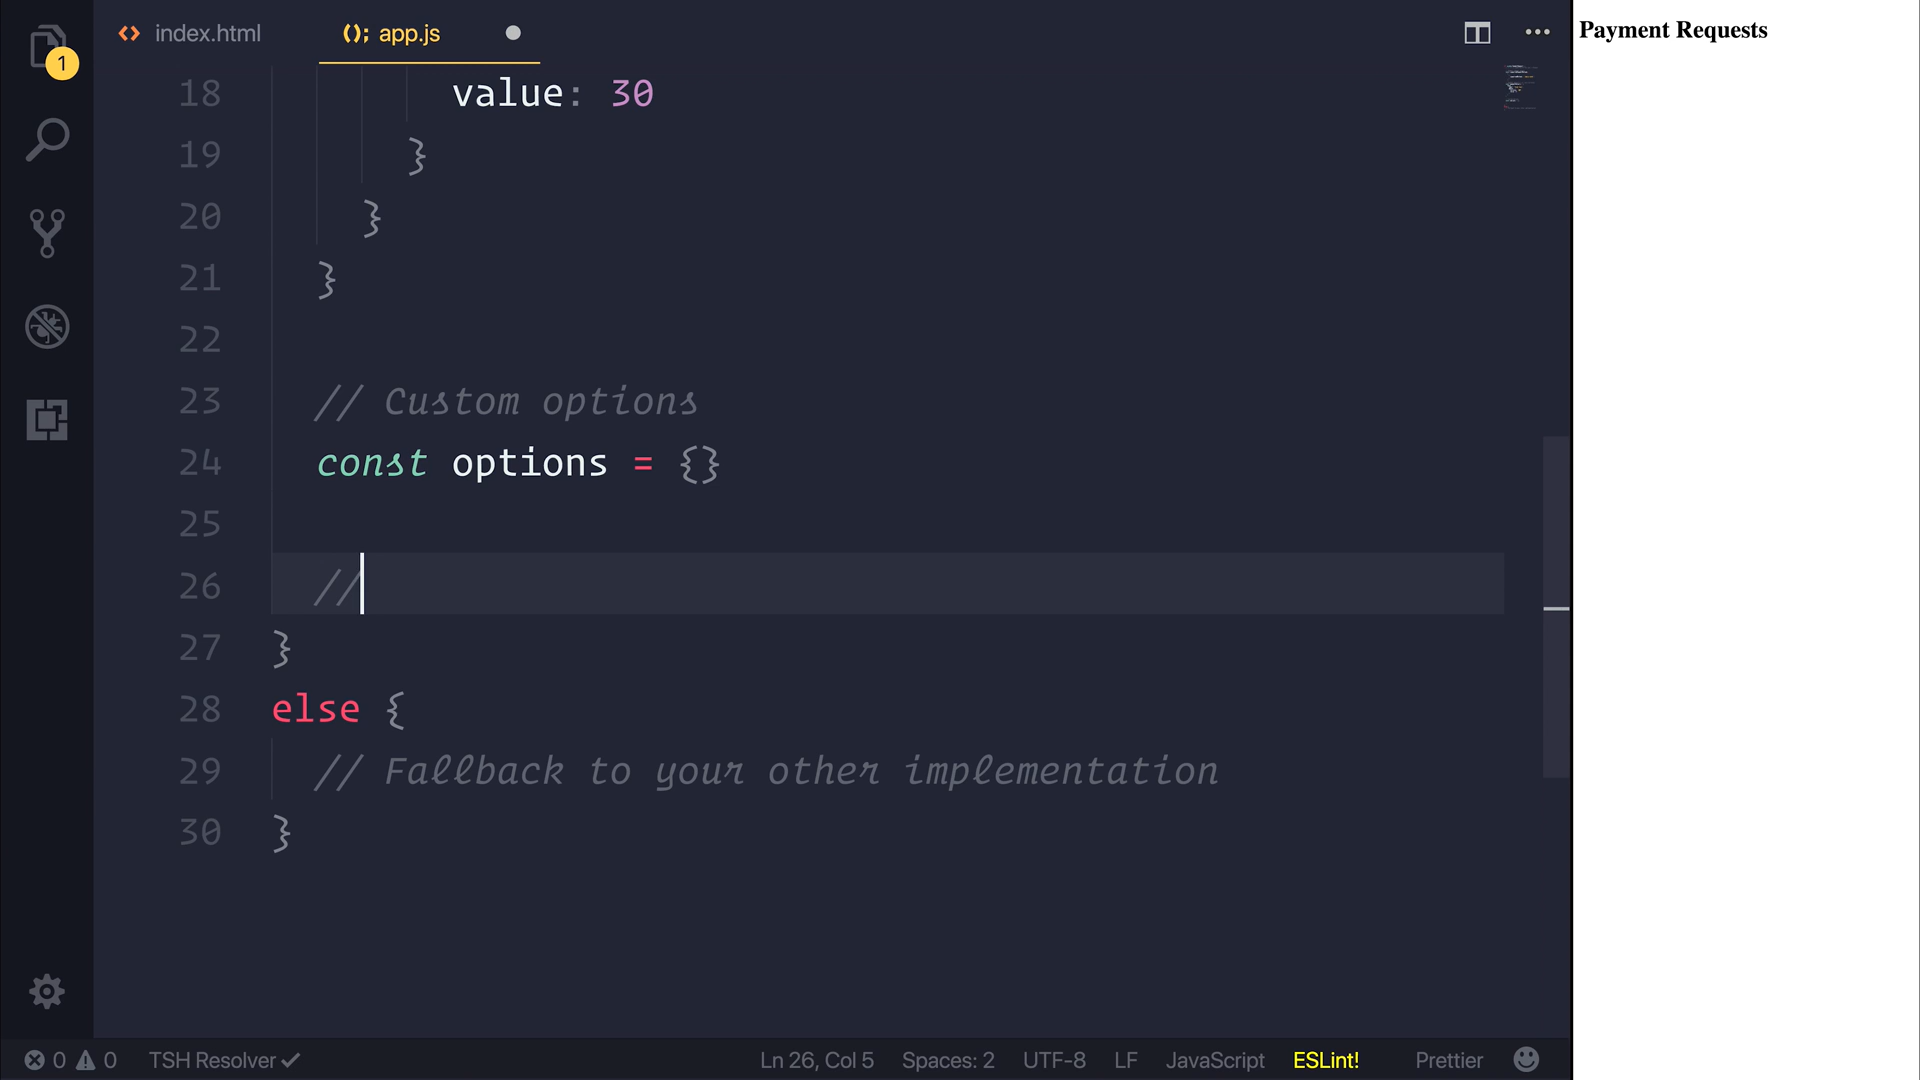 index.html
(); app.js
Payment Requests
1
18 value: 30
19 }
20 }
21 }
22
23 // Custom options
24 const options = {}
25
26 //
27 }
28 else {
29 // Fallback to your other implementation
30 }
0 0 TSH Resolver Ln 26, Col 5 Spaces: 2 UTF-8 LF JavaScript ESLint! Prettier